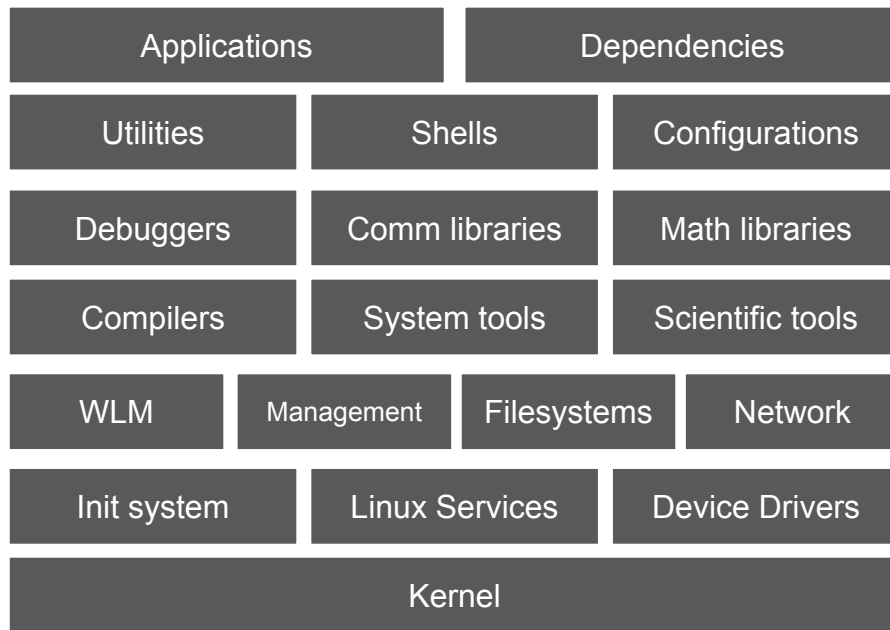 Applications
Dependencies
Utilities
Shells
Configurations
Debuggers
Comm libraries
Math libraries
Compilers
System tools
Scientific tools
WLM
Management
Filesystems
Network
Init system
Linux Services
Device Drivers
Kernel